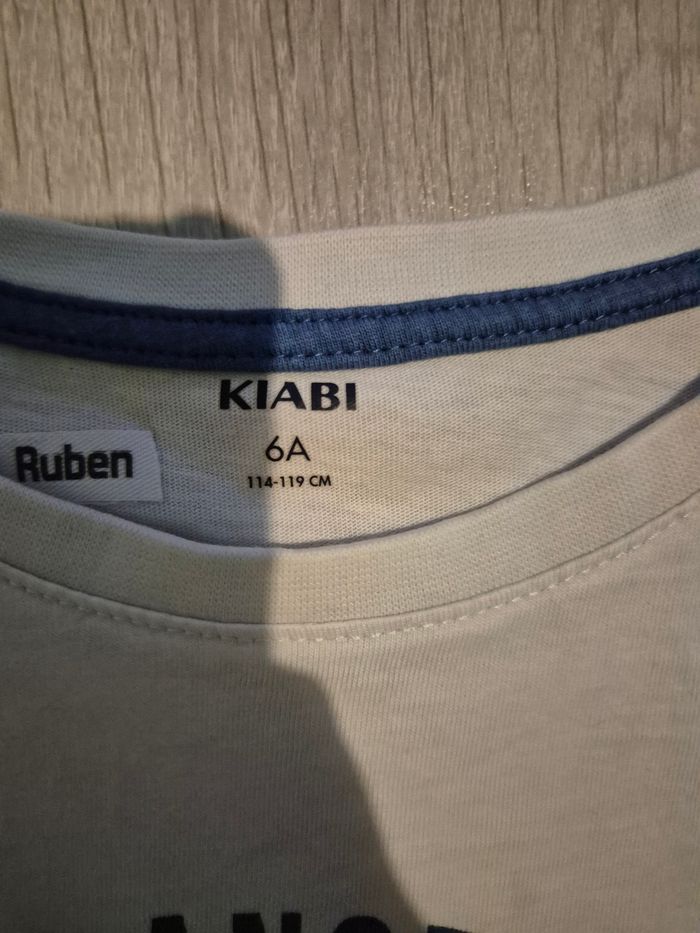 KIABI
6A
114-119 CM
Ruben